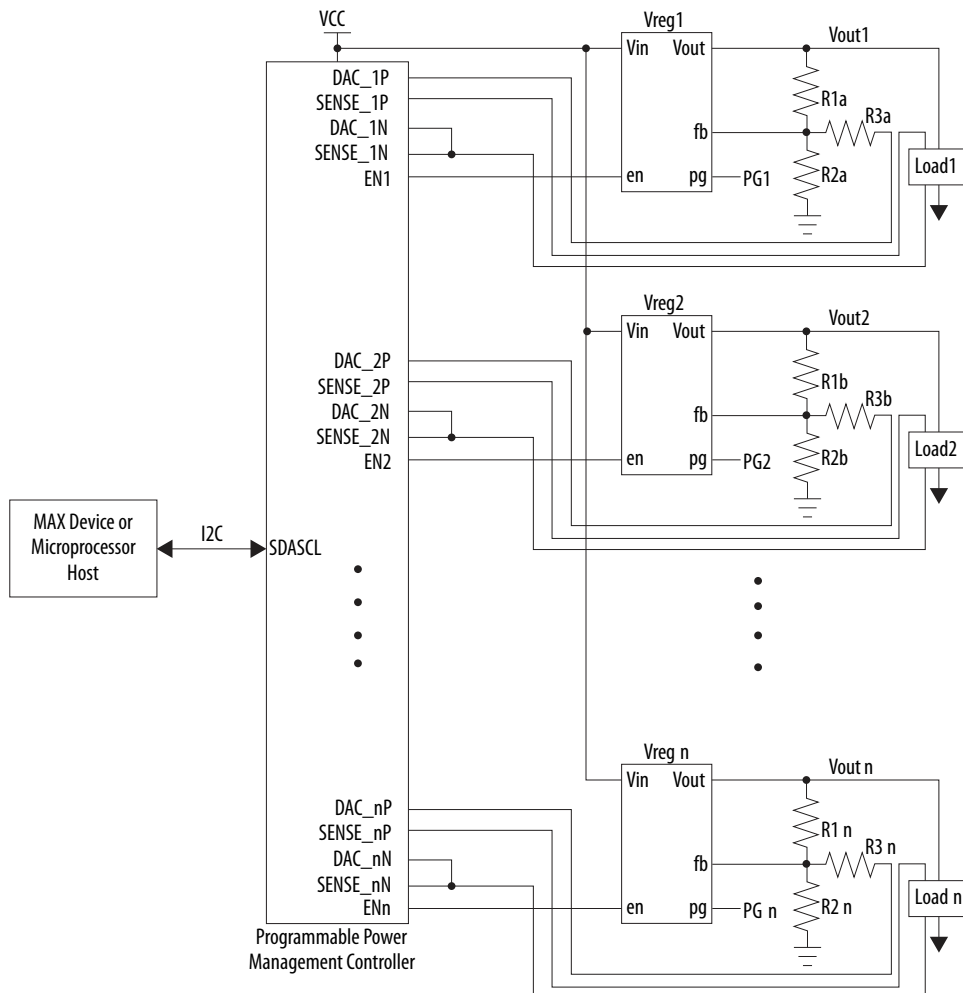 VCC
Vreg1
Vin
Vout
Vout1
DAC_1P
SENSE_1P
DAC_1N
SENSE_1N
EN1
R1a
R3a
fb
R2a
Load1
en
pg
PG1
Vreg2
Vin
Vout
Vout2
DAC_2P
SENSE_2P
DAC_2N
SENSE_2N
EN2
R1b
R3b
fb
R2b
Load2
en
pg
PG2
MAX Device or
Microprocessor
Host
I2C
SDASCL
Vreg n
Vin
Vout
Vout n
DAC_nP
SENSE_nP
DAC_nN
SENSE_nN
ENn
R1 n
R3 n
fb
R2 n
Load n
en
pg
PG n
Programmable Power
Management Controller